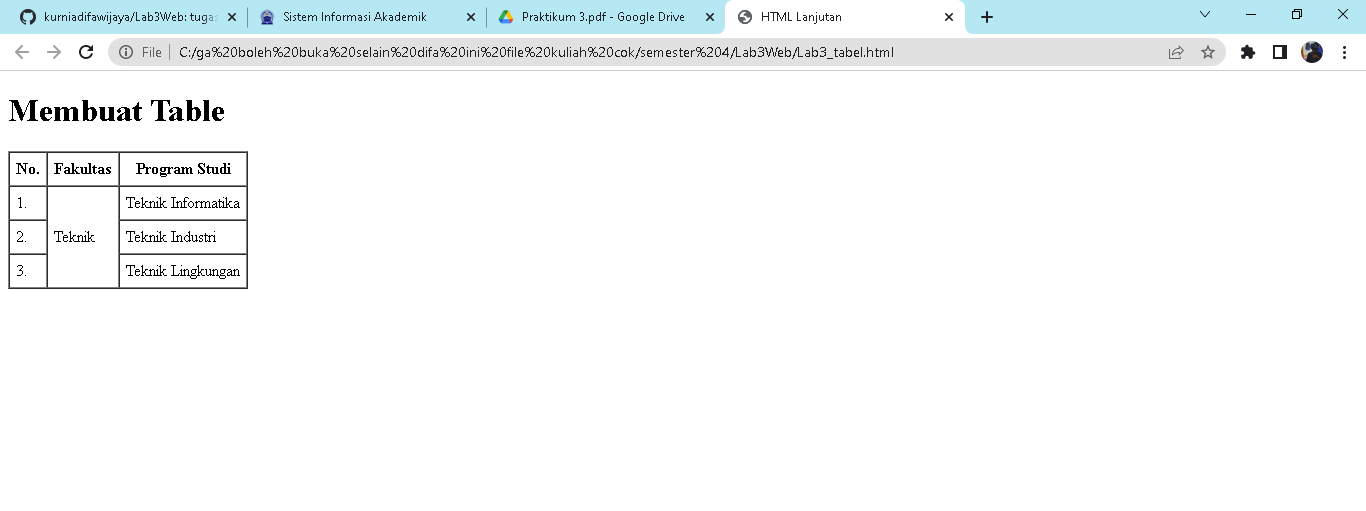 kurniadifawijaya/Lab3Web: tugas
Sistem Informasi Akademik
Praktikum 3.pdf - Google Drive
HTML Lanjutan
File
C:/ga%20boleh%20buka%20selain%20difa%20ini%20file%20kuliah%20cok/semester%204/Lab3Web/Lab3_tabel.html
Membuat Table
No. Fakultas Program Studi
1. Teknik Informatika
2. Teknik Teknik Industri
3. Teknik Lingkungan